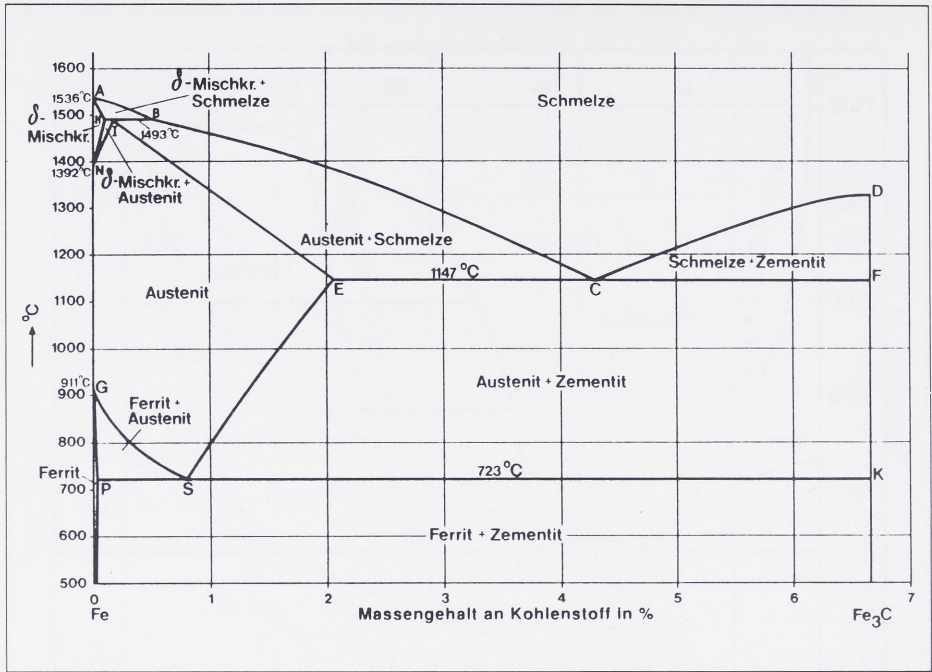 1600
1536°C
A
δ-Mischkr. +
Schmelze
Schmelze
1500
δ-
Mischkr.
H
I
B
1493°C
1400
N
1392°C
δ-Mischkr. +
Austenit
1300
D
1200
Austenit + Schmelze
Schmelze + Zementit
1147 °C
E
C
F
1100
Austenit
°C
1000
Austenit + Zementit
911°C
G
900
Ferrit +
Austenit
800
Ferrit
723 °C
K
700
P
S
600
Ferrit + Zementit
500
0 1 2 3 4 5 6 7
Fe Massengehalt an Kohlenstoff in % Fe₃C